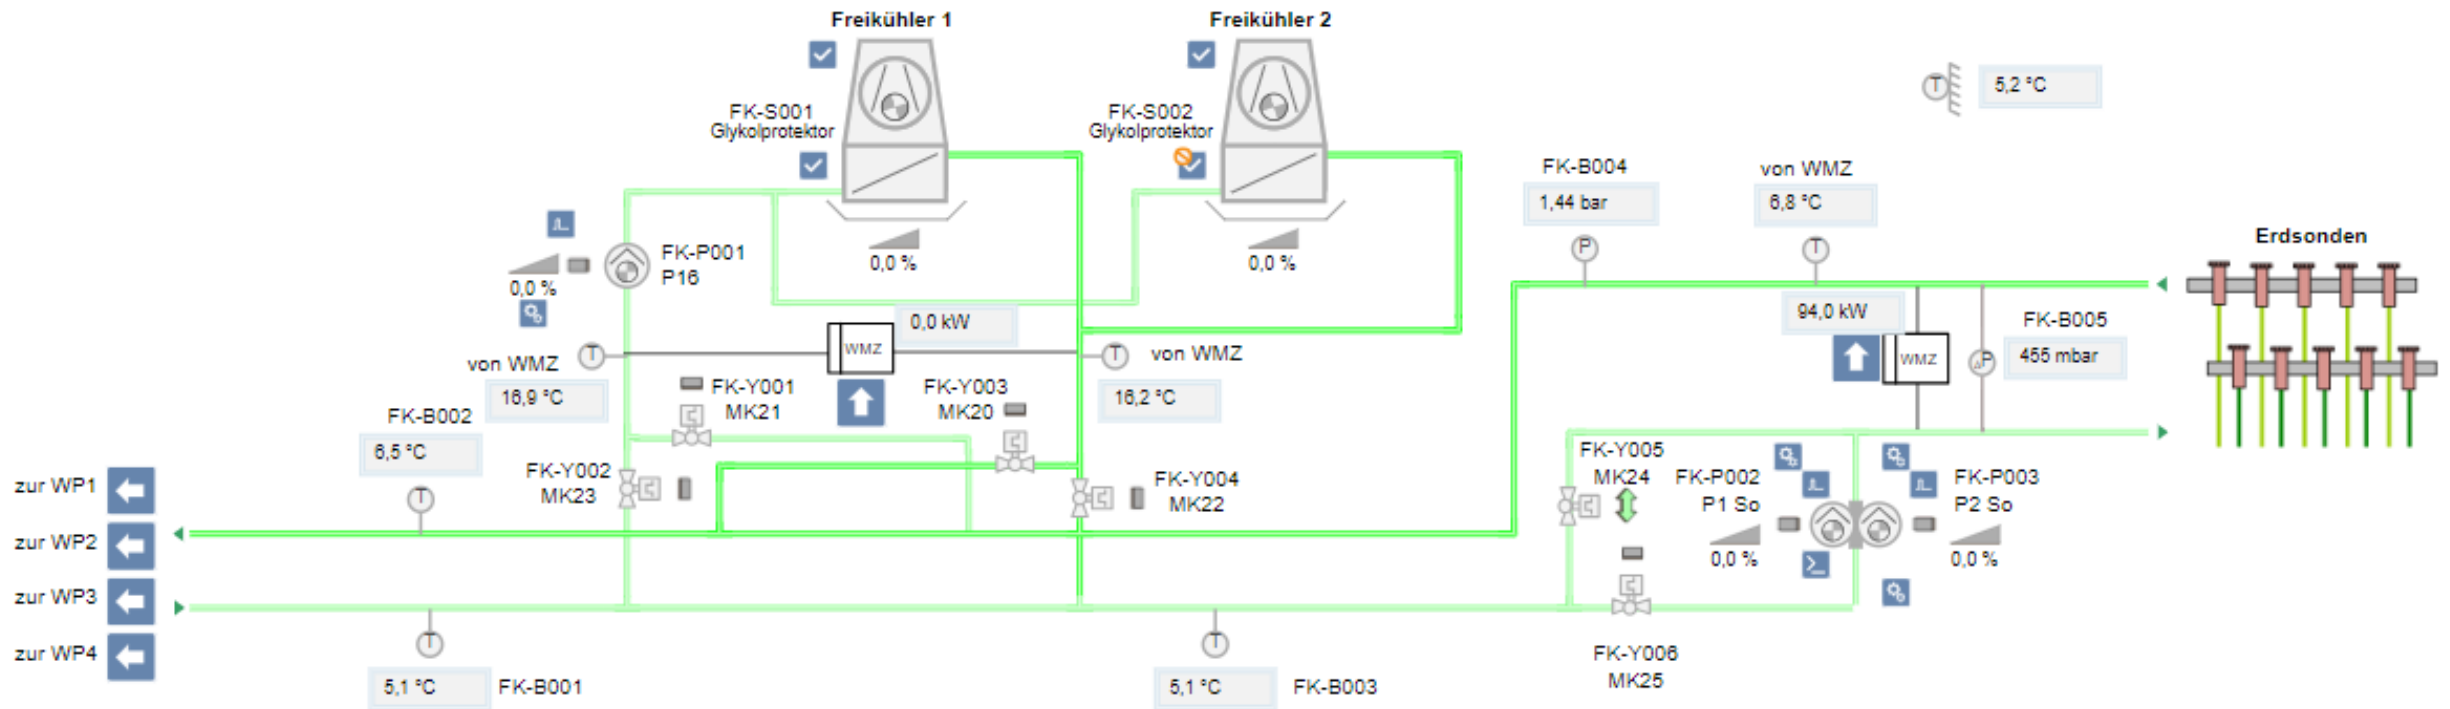 Freikühler 1
Freikühler 2
FK-S001
Glykolprotektor
FK-S002
Glykolprotektor
T
5,2 °C
FK-B004
1,44 bar
P
von WMZ
6,8 °C
T
Erdsonden
FK-P001
P16
0,0 %
0,0 %
0,0 %
0,0 kW
WMZ
94,0 kW
WMZ
FK-B005
455 mbar
ΔP
von WMZ
T
16,9 °C
T
von WMZ
16,2 °C
FK-Y001
MK21
FK-Y003
MK20
FK-B002
6,5 °C
T
FK-Y002
MK23
FK-Y004
MK22
FK-Y005
MK24
FK-P002
P1 So
0,0 %
FK-P003
P2 So
0,0 %
zur WP1
zur WP2
zur WP3
zur WP4
T
5,1 °C
FK-B001
T
5,1 °C
FK-B003
FK-Y006
MK25